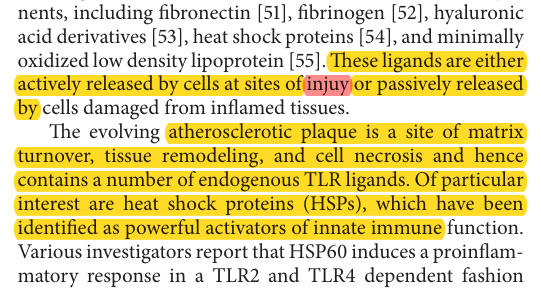 nents, including fibronectin [51], fibrinogen [52], hyaluronic
acid derivatives [53], heat shock proteins [54], and minimally
oxidized low density lipoprotein [55]. These ligands are either
actively released by cells at sites of injuy or passively released
by cells damaged from inflamed tissues.
The evolving atherosclerotic plaque is a site of matrix
turnover, tissue remodeling, and cell necrosis and hence
contains a number of endogenous TLR ligands. Of particular
interest are heat shock proteins (HSPs), which have been
identified as powerful activators of innate immune function.
Various investigators report that HSP60 induces a proinflam-
matory response in a TLR2 and TLR4 dependent fashion